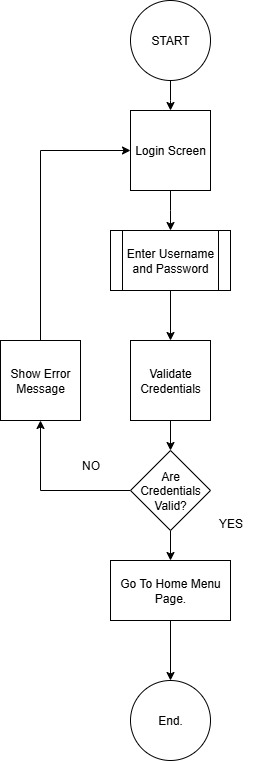 START
Login Screen
Enter Username
and Password
Show Error
Message
Validate
Credentials
NO
Are
Credentials
Valid?
YES
Go To Home Menu
Page.
End.